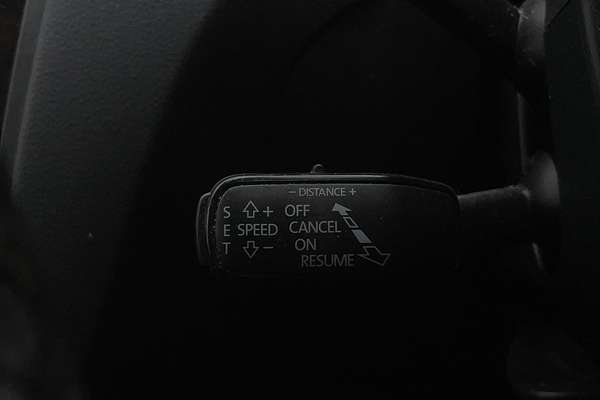 − DISTANCE +
S + OFF
E SPEED CANCEL
T − ON
RESUME